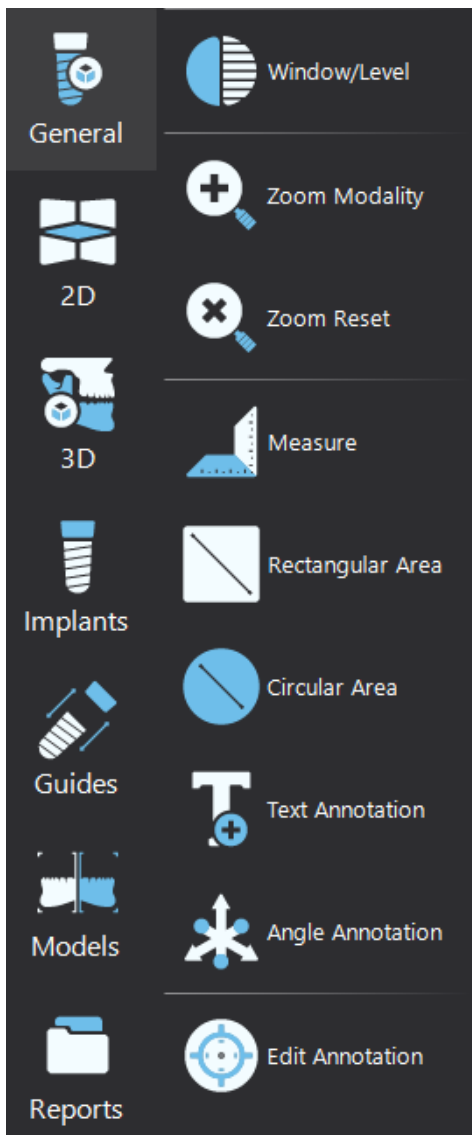 General
2D
3D
Implants
Guides
Models
Reports
Window/Level
Zoom Modality
Zoom Reset
Measure
Rectangular Area
Circular Area
Text Annotation
Angle Annotation
Edit Annotation